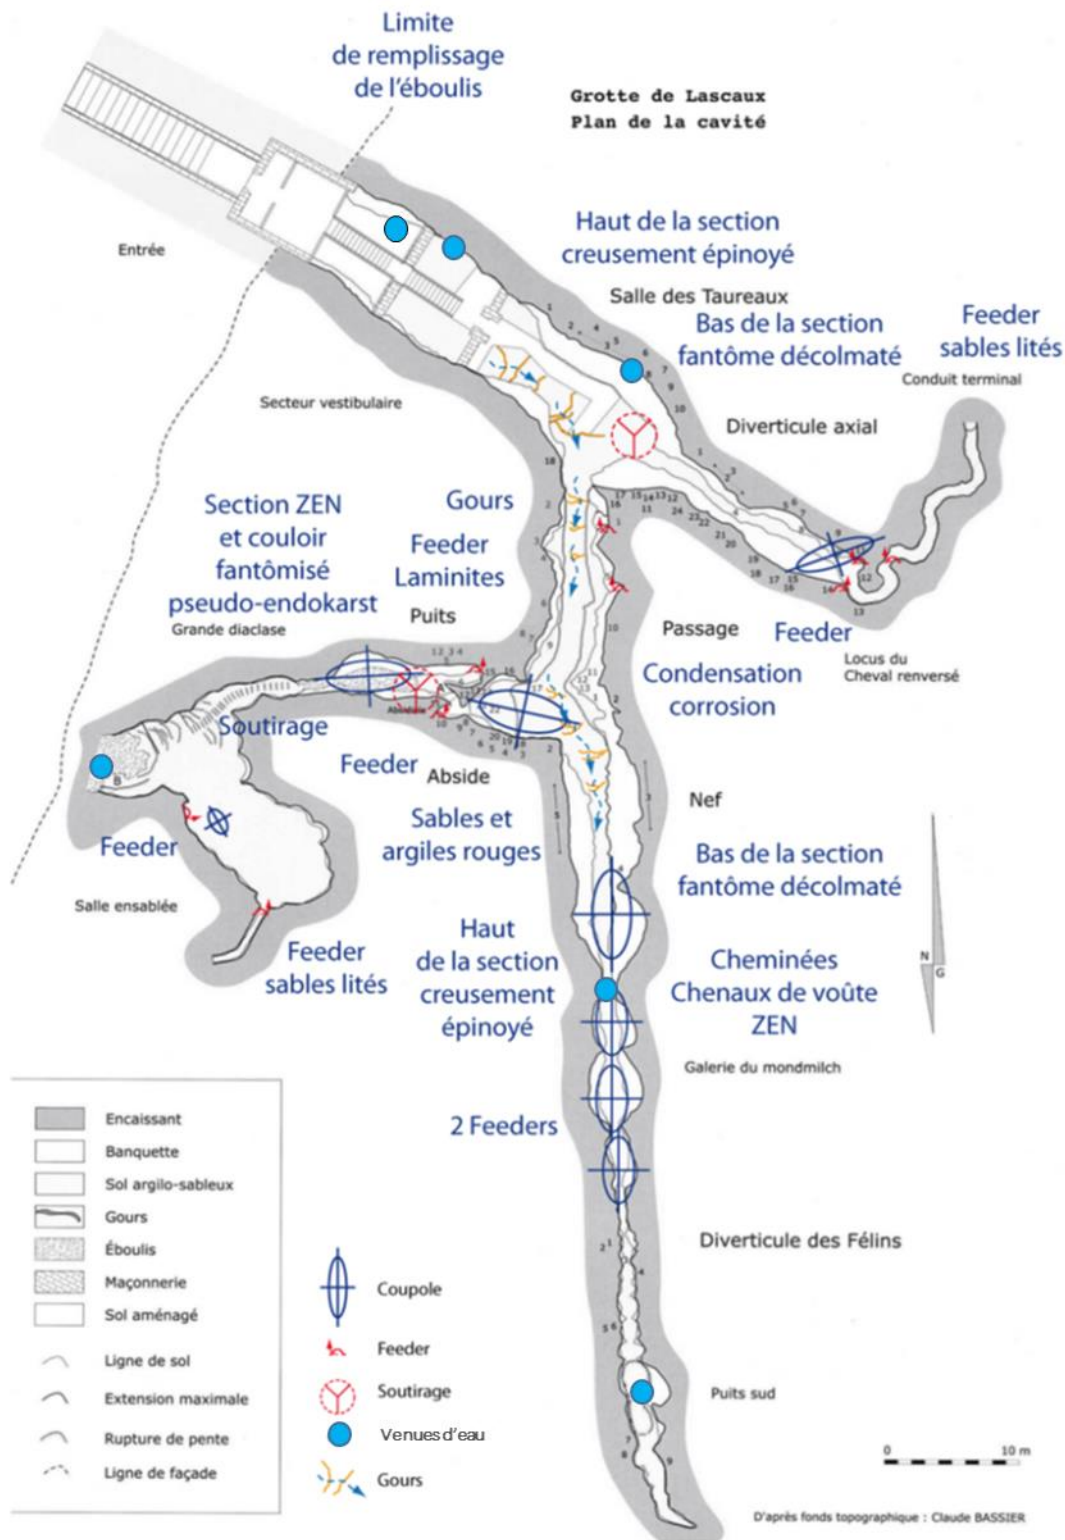 Limite
de remplissage
de l'éboulis
Grotte de Lascaux
Plan de la cavité
Entrée
Haut de la section
creusement épinoyé
Salle des Taureaux
Bas de la section
fantôme décolmaté
Feeder
sables lités
Conduit terminal
Secteur vestibulaire
Diverticule axial
Section ZEN
et couloir
fantômisé
pseudo-endokarst
Grande diaclase
Gours
Feeder
Laminites
Puits
Passage
Feeder
Locus du
Cheval renversé
Condensation
corrosion
Soutirage
Feeder
Abside
Nef
Sables et
argiles rouges
Feeder
Salle ensablée
Feeder
sables lités
Bas de la section
fantôme décolmaté
Haut
de la section
creusement
épinoyé
Cheminées
Chenaux de voûte
ZEN
N
G
Galerie du mondmilch
2 Feeders
Diverticule des Félins
Puits sud
Encaissant
Banquette
Sol argilo-sableux
Gours
Éboulis
Maçonnerie
Sol aménagé
Ligne de sol
Extension maximale
Rupture de pente
Ligne de façade
Coupole
Feeder
Soutirage
Venues d'eau
Gours
0 10 m
D'après fonds topographique : Claude BASSIER